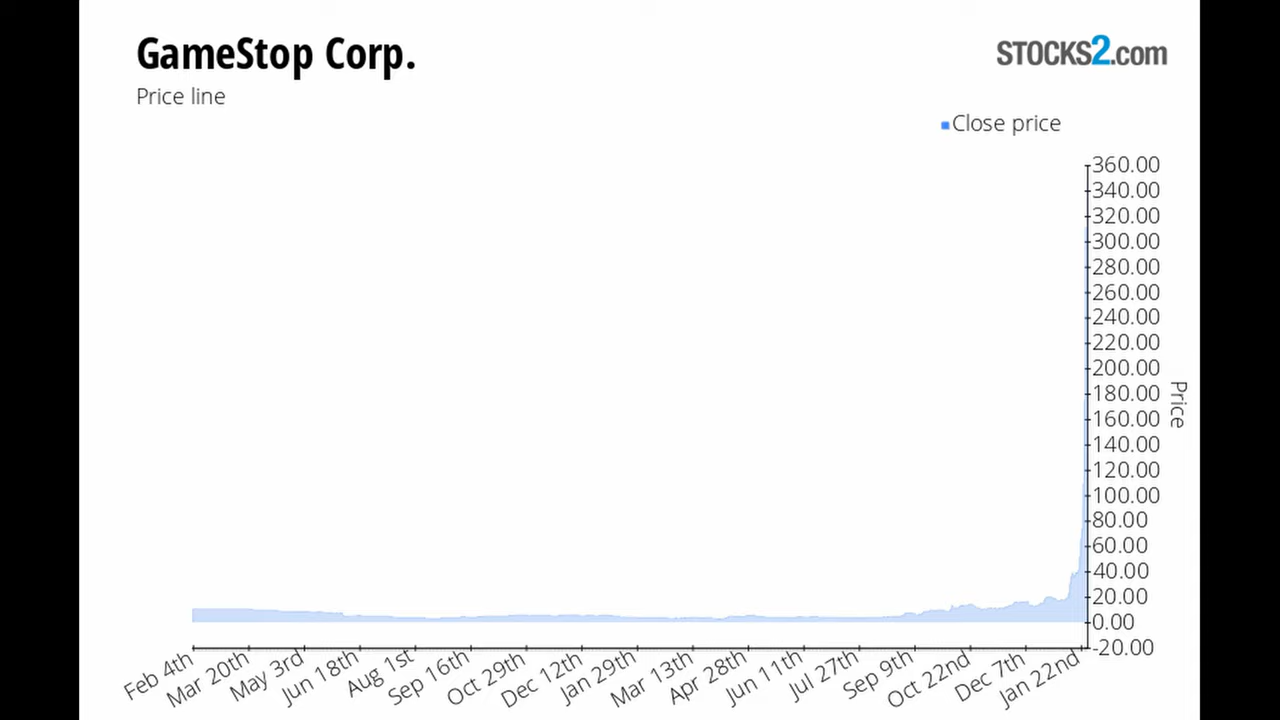 GameStop Corp.
STOCKS2.com
Price line
Close price
360.00
340.00
320.00
300.00
280.00
260.00
240.00
220.00
200.00
180.00
160.00
140.00
120.00
100.00
80.00
60.00
40.00
20.00
0.00
-20.00
Price
Feb 4th
Mar 20th
May 3rd
Jun 18th
Aug 1st
Sep 16th
Oct 29th
Dec 12th
Jan 29th
Mar 13th
Apr 28th
Jun 11th
Jul 27th
Sep 9th
Oct 22nd
Dec 7th
Jan 22nd